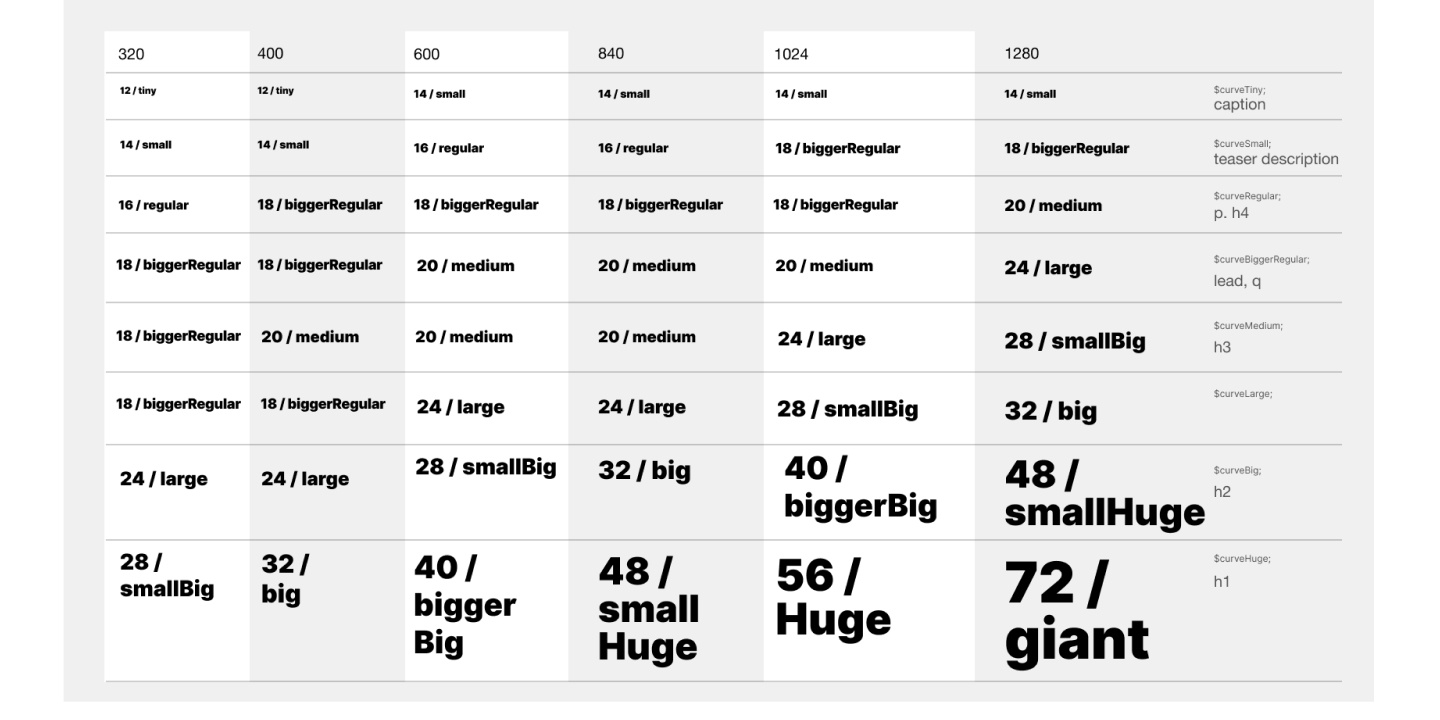 320 400 600 840 1024 1280
12 / tiny 12 / tiny 14 / small 14 / small 14 / small 14 / small $curveTiny;
caption
14 / small 14 / small 16 / regular 16 / regular 18 / biggerRegular 18 / biggerRegular $curveSmall;
teaser description
16 / regular 18 / biggerRegular 18 / biggerRegular 18 / biggerRegular 18 / biggerRegular 20 / medium $curveRegular;
p. h4
18 / biggerRegular 18 / biggerRegular 20 / medium 20 / medium 20 / medium 24 / large $curveBiggerRegular;
lead, q
18 / biggerRegular 20 / medium 20 / medium 20 / medium 24 / large 28 / smallBig $curveMedium;
h3
18 / biggerRegular 18 / biggerRegular 24 / large 24 / large 28 / smallBig 32 / big $curveLarge;
24 / large 24 / large 28 / smallBig 32 / big 40 / 48 / $curveBig;
biggerBig smallHuge h2
28 / 32 / 40 / 48 / 56 / 72 / $curveHuge;
smallBig big bigger small Huge giant h1
Big Huge